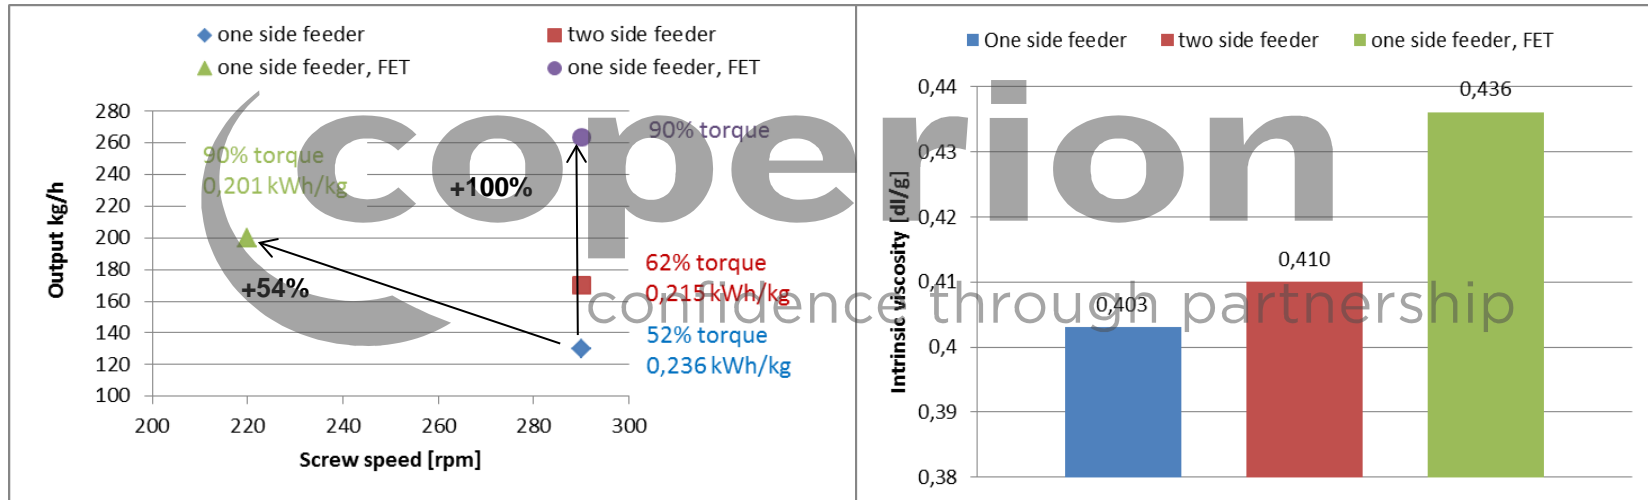 one side feeder
two side feeder
one side feeder, FET
one side feeder, FET
280
260
240
220
200
180
160
140
120
100
Output kg/h
200
220
240
260
280
300
Screw speed [rpm]
90% torque
0,201 kWh/kg
+100%
+54%
90% torque
62% torque
0,215 kWh/kg
52% torque
0,236 kWh/kg
One side feeder
two side feeder
one side feeder, FET
0,44
0,43
0,42
0,41
0,4
0,39
0,38
Intrinsic viscosity [dl/g]
0,403
0,410
0,436
coperion
confidence through partnership